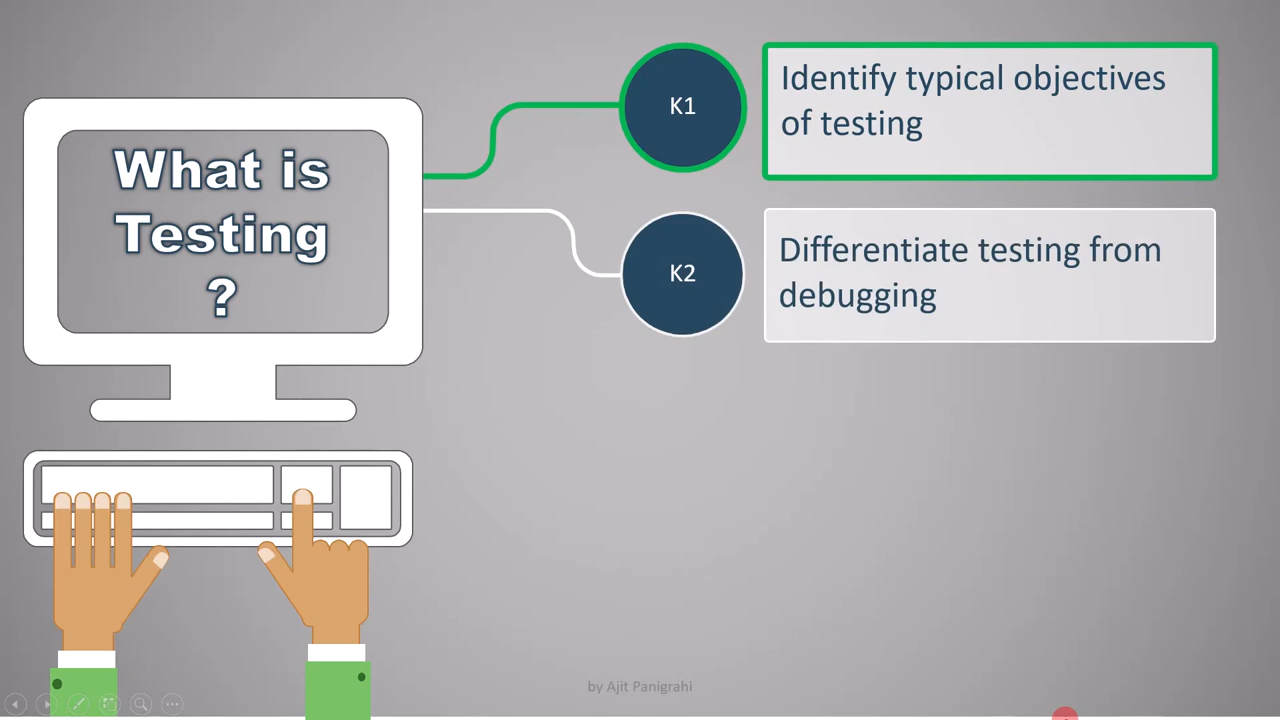 What is
Testing
?
K1
Identify typical objectives
of testing
K2
Differentiate testing from
debugging
by Ajit Panigrahi